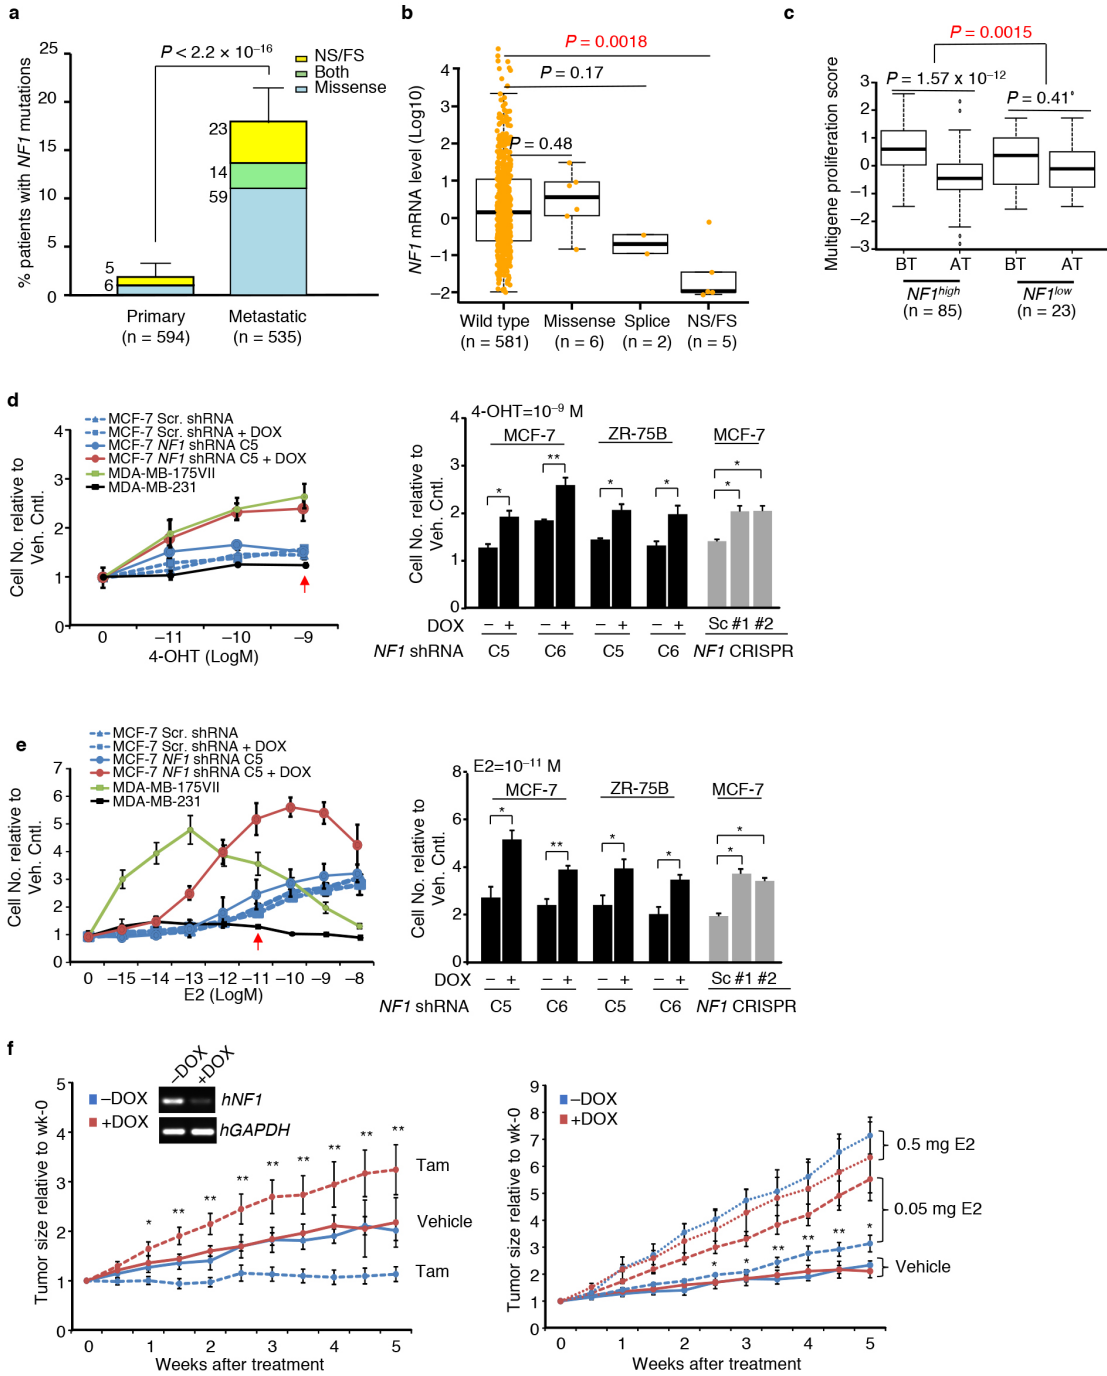 a
25
20
15
10
5
0
% patients with NF1 mutations
P < 2.2 × 10–16
NS/FS
Both
Missense
23
14
59
5
6
Primary
(n = 594)
Metastatic
(n = 535)
b
4
3
2
1
0
–1
–2
NF1 mRNA level (Log10)
P = 0.0018
P = 0.17
P = 0.48
Wild type
(n = 581)
Missense
(n = 6)
Splice
(n = 2)
NS/FS
(n = 5)
c
Multigene proliferation score
3
2
1
0
–1
–2
–3
P = 0.0015
P = 1.57 x 10–12
P = 0.41
BT
AT
BT
AT
NF1high
(n = 85)
NF1low
(n = 23)
d
MCF-7 Scr. shRNA
MCF-7 Scr. shRNA + DOX
MCF-7 NF1 shRNA C5
MCF-7 NF1 shRNA C5 + DOX
MDA-MB-175VII
MDA-MB-231
Cell No. relative to
Veh. Cntl.
4
3
2
1
0
0
–11
–10
–9
4-OHT (LogM)
4-OHT=10–9 M
MCF-7
ZR-75B
MCF-7
Cell No. relative to
Veh. Cntl.
4
3
2
1
0
*
**
*
*
*
*
DOX
– +
– +
– +
– +
Sc #1 #2
NF1 shRNA
C5
C6
C5
C6
NF1 CRISPR
e
MCF-7 Scr. shRNA
MCF-7 Scr. shRNA + DOX
MCF-7 NF1 shRNA C5
MCF-7 NF1 shRNA C5 + DOX
MDA-MB-175VII
MDA-MB-231
Cell No. relative to
Veh. Cntl.
7
6
5
4
3
2
1
0
0 –15 –14 –13 –12 –11 –10 –9 –8
E2 (LogM)
E2=10–11 M
MCF-7
ZR-75B
MCF-7
Cell No. relative to
Veh. Cntl.
8
6
4
2
0
*
**
*
*
*
*
DOX
– +
– +
– +
– +
Sc #1 #2
NF1 shRNA
C5
C6
C5
C6
NF1 CRISPR
f
–DOX
+DOX
–DOX
+DOX
hNF1
hGAPDH
Tumor size relative to wk-0
5
4
3
2
1
0
* ** ** ** ** ** ** ** **
Tam
Vehicle
Tam
0 1 2 3 4 5
Weeks after treatment
–DOX
+DOX
Tumor size relative to wk-0
9
8
7
6
5
4
3
2
1
0
0.5 mg E2
0.05 mg E2
Vehicle
* * ** ** ** *
0 1 2 3 4 5
Weeks after treatment